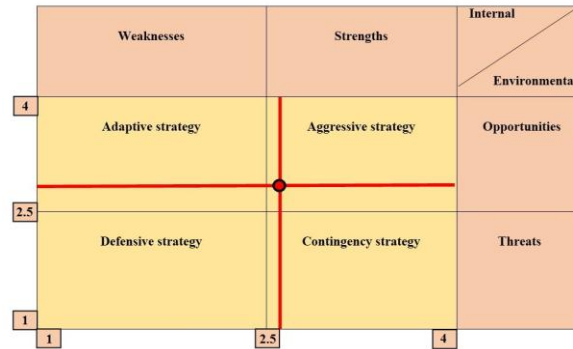 Weaknesses
Strengths
Internal
Environmenta
4
Adaptive strategy
Aggressive strategy
Opportunities
2.5
Defensive strategy
Contingency strategy
Threats
1
1
2.5
4